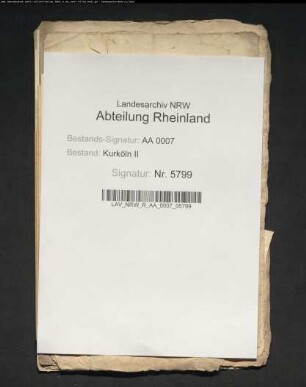 Landesarchiv NRW
Abteilung Rheinland
Bestands-Signatur: AA 0007
Bestand: Kurköln II
Signatur: Nr. 5799
LAV_NRW_R_AA_0007_05799